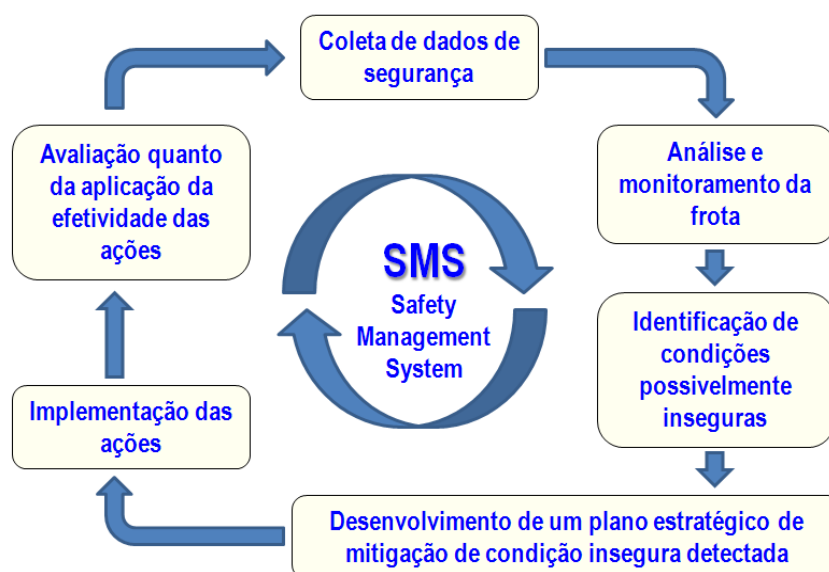 Coleta de dados de
segurança
Análise e
monitoramento da
frota
Identificação de
condições
possivelmente
inseguras
Desenvolvimento de um plano estratégico de
mitigação de condição insegura detectada
Implementação das
ações
Avaliação quanto
da aplicação da
efetividade das
ações
SMS
Safety
Management
System